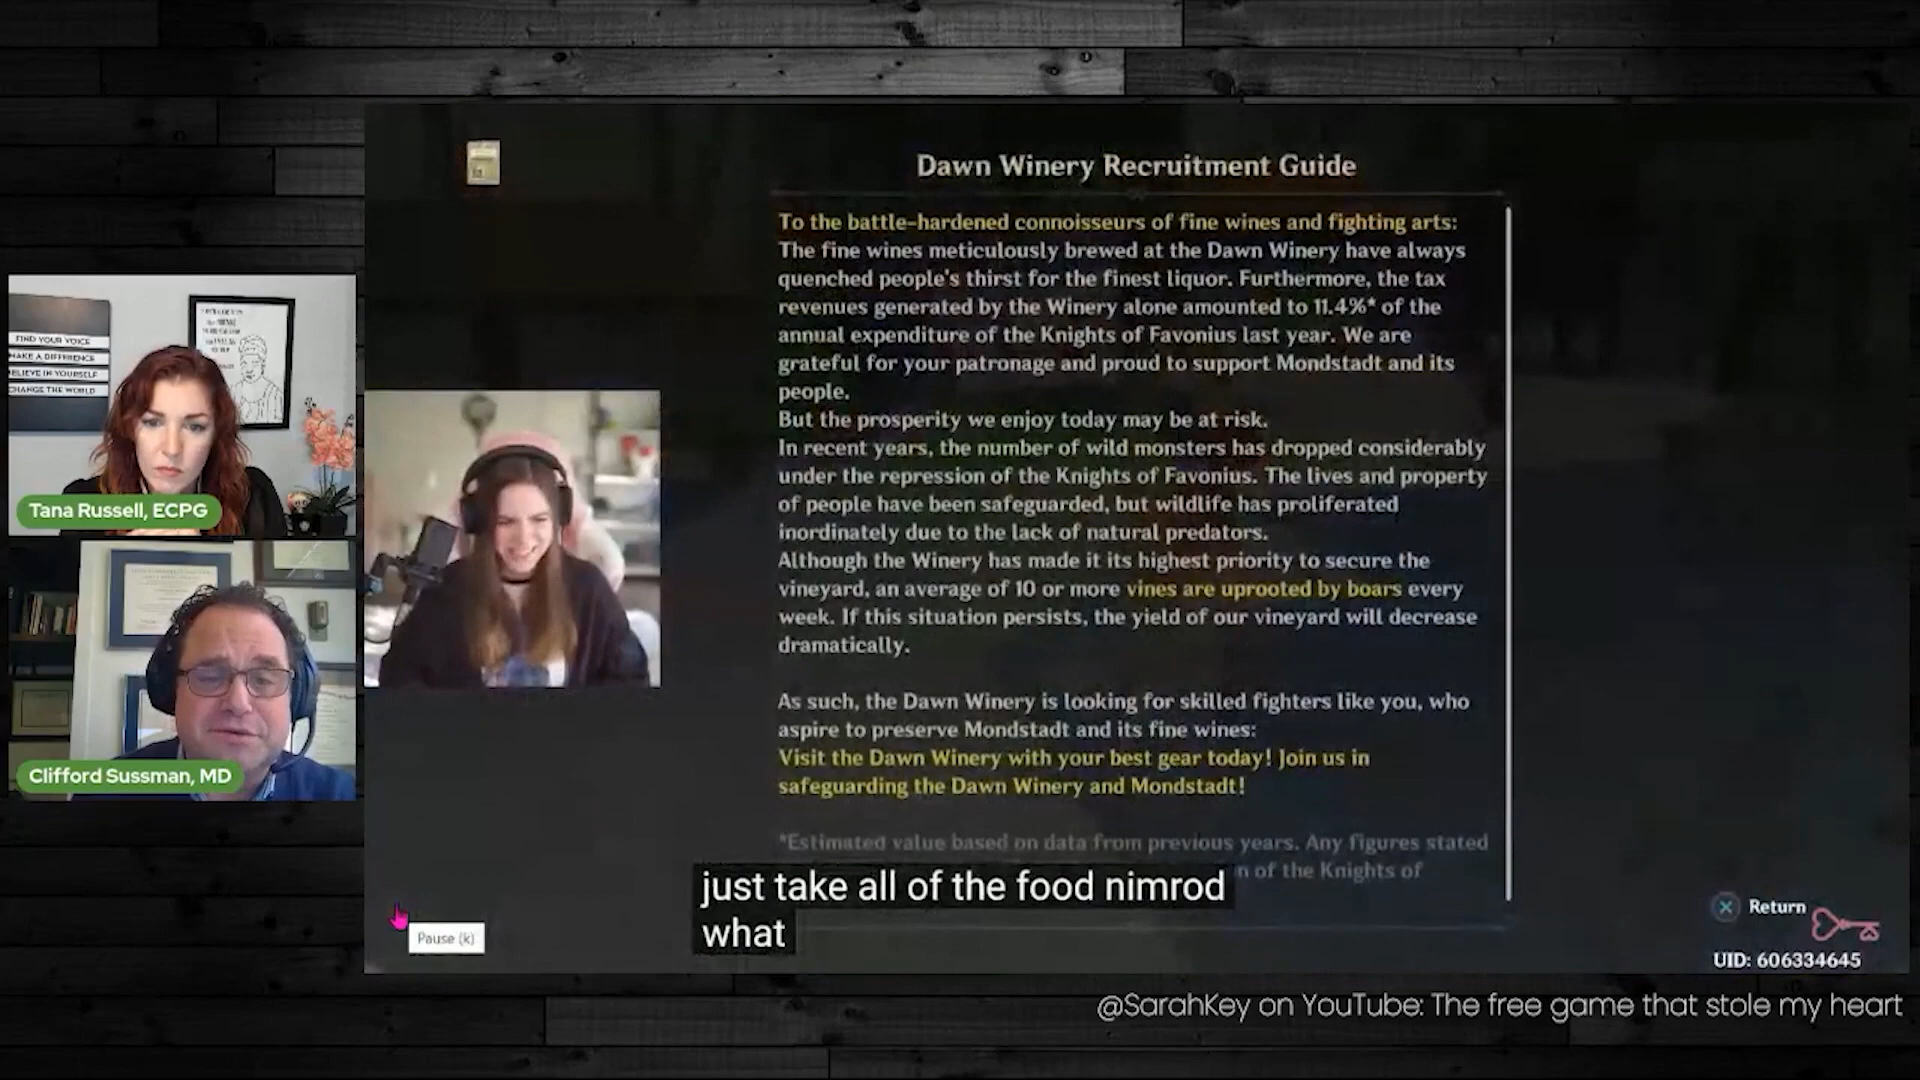 Dawn Winery Recruitment Guide
To the battle-hardened connoisseurs of fine wines and fighting arts:
The fine wines meticulously brewed at the Dawn Winery have always
quenched people's thirst for the finest liquor. Furthermore, the tax
revenues generated by the Winery alone amounted to 11.4%* of the
annual expenditure of the Knights of Favonius last year. We are
grateful for your patronage and proud to support Mondstadt and its
people.
But the prosperity we enjoy today may be at risk.
In recent years, the number of wild monsters has dropped considerably
under the repression of the Knights of Favonius. The lives and property
of people have been safeguarded, but wildlife has proliferated
inordinately due to the lack of natural predators.
Although the Winery has made it its highest priority to secure the
vineyard, an average of 10 or more vines are uprooted by boars every
week. If this situation persists, the yield of our vineyard will decrease
dramatically.
As such, the Dawn Winery is looking for skilled fighters like you, who
aspire to preserve Mondstadt and its fine wines:
Visit the Dawn Winery with your best gear today! Join us in
safeguarding the Dawn Winery and Mondstadt!
*Estimated value based on data from previous years. Any figures stated
of the Knights of
just take all of the food nimrod
what
FIND YOUR VOICE
MAKE A DIFFERENCE
BELIEVE IN YOURSELF
CHANGE THE WORLD
Tana Russell, ECPG
Clifford Sussman, MD
Pause (k)
Return
UID: 606334645
@SarahKey on YouTube: The free game that stole my heart